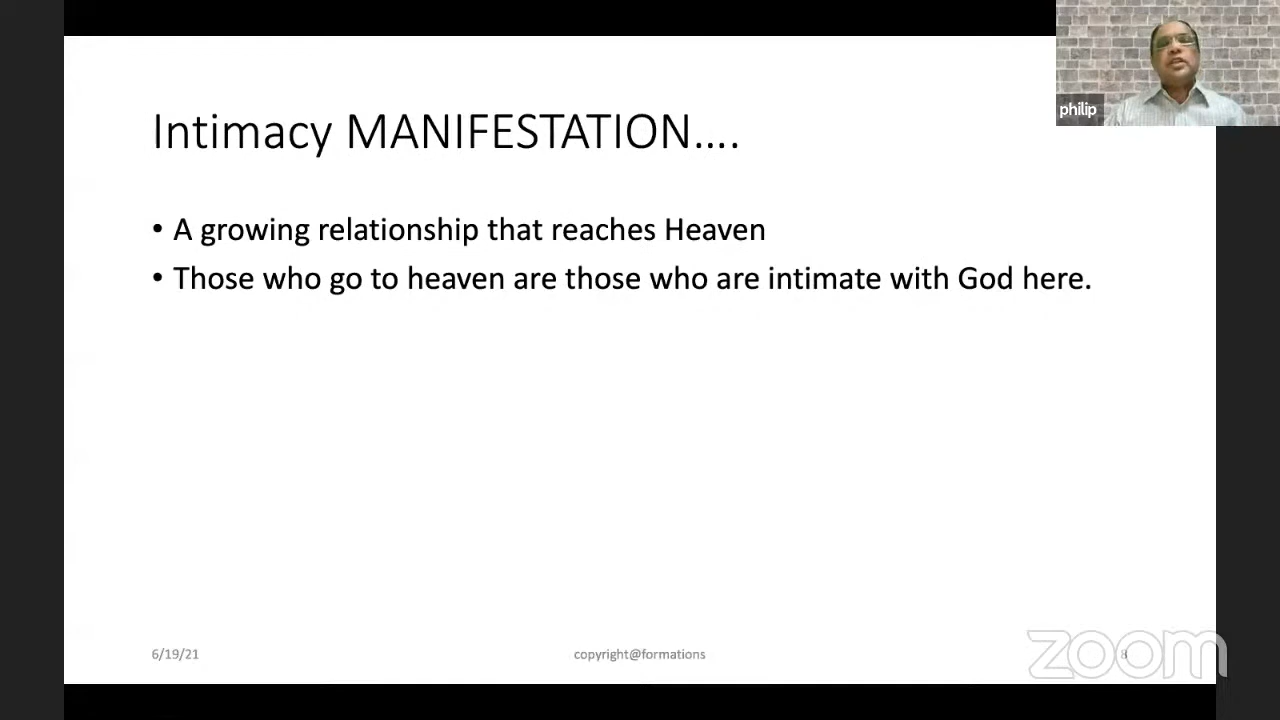 philip
Intimacy MANIFESTATION....
• A growing relationship that reaches Heaven
• Those who go to heaven are those who are intimate with God here.
6/19/21
copyright@formations
8
zoom